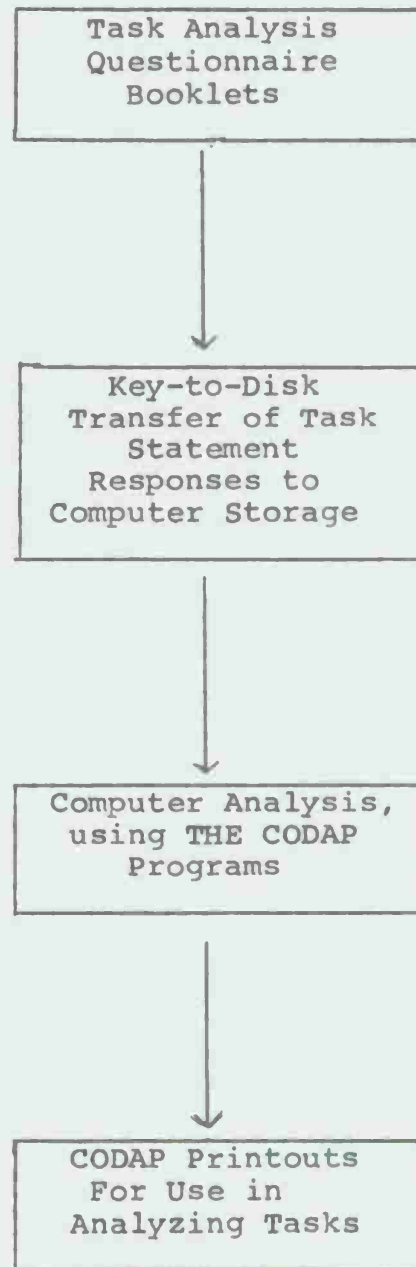 Task Analysis
Questionnaire
Booklets
Key-to-Disk
Transfer of Task
Statement
Responses to
Computer Storage
Computer Analysis,
using THE CODAP
Programs
CODAP Printouts
For Use in
Analyzing Tasks